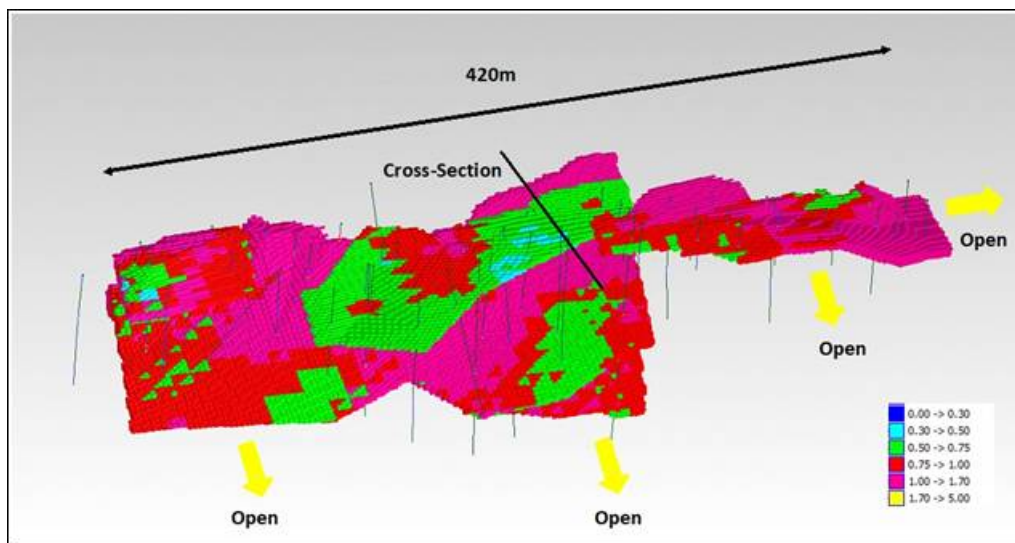 420m
Cross-Section
Open
Open
Open
Open
0.00 -> 0.30
0.30 -> 0.50
0.50 -> 0.75
0.75 -> 1.00
1.00 -> 1.70
1.70 -> 5.00